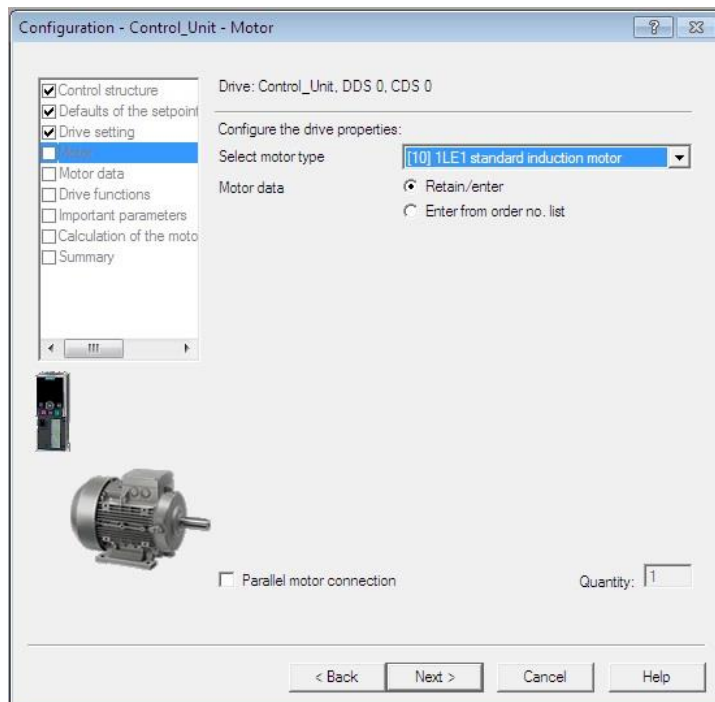 Configuration - Control_Unit - Motor
Control structure
Defaults of the setpoint
Drive setting
Motor
Motor data
Drive functions
Important parameters
Calculation of the moto
Summary
Drive: Control_Unit, DDS 0, CDS 0
Configure the drive properties:
Select motor type [10] 1LE1 standard induction motor
Motor data Retain/enter
Enter from order no. list
Parallel motor connection Quantity: 1
< Back Next > Cancel Help